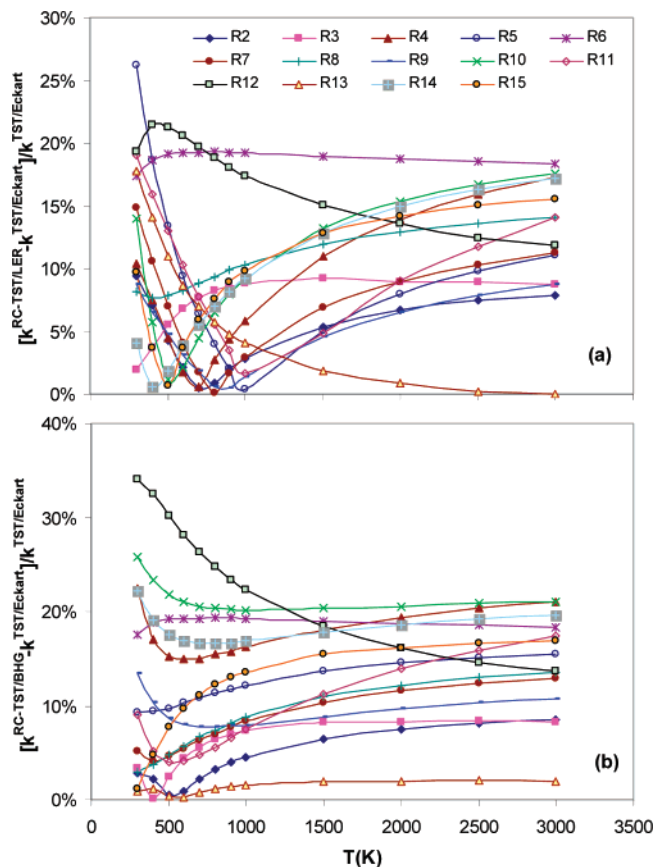 [k^RC-TST/LER-k^TST/Eckart]/k^TST/Eckart
30%
25%
20%
15%
10%
5%
0%
R2 R3 R4 R5 R6
R7 R8 R9 R10 R11
R12 R13 R14 R15
(a)
[k^RC-TST/BHG-k^TST/Eckart]/k^TST/Eckart
40%
30%
20%
10%
0%
(b)
0 500 1000 1500 2000 2500 3000 3500
T(K)